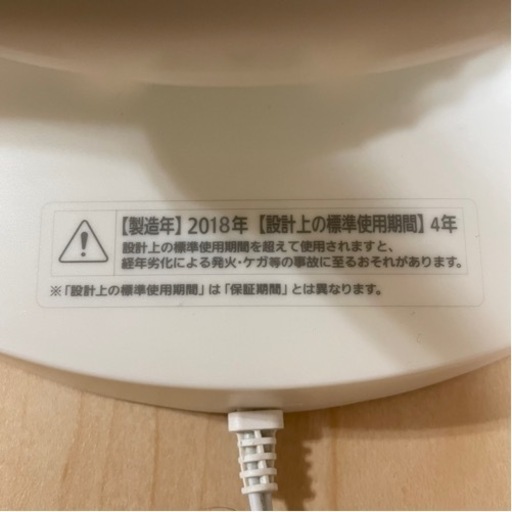 【製造年】2018年 【設計上の標準使用期間】4年
設計上の標準使用期間を超えて使用されますと、
経年劣化による発火・ケガ等の事故に至るおそれがあります。
※「設計上の標準使用期間」は「保証期間」とは異なります。